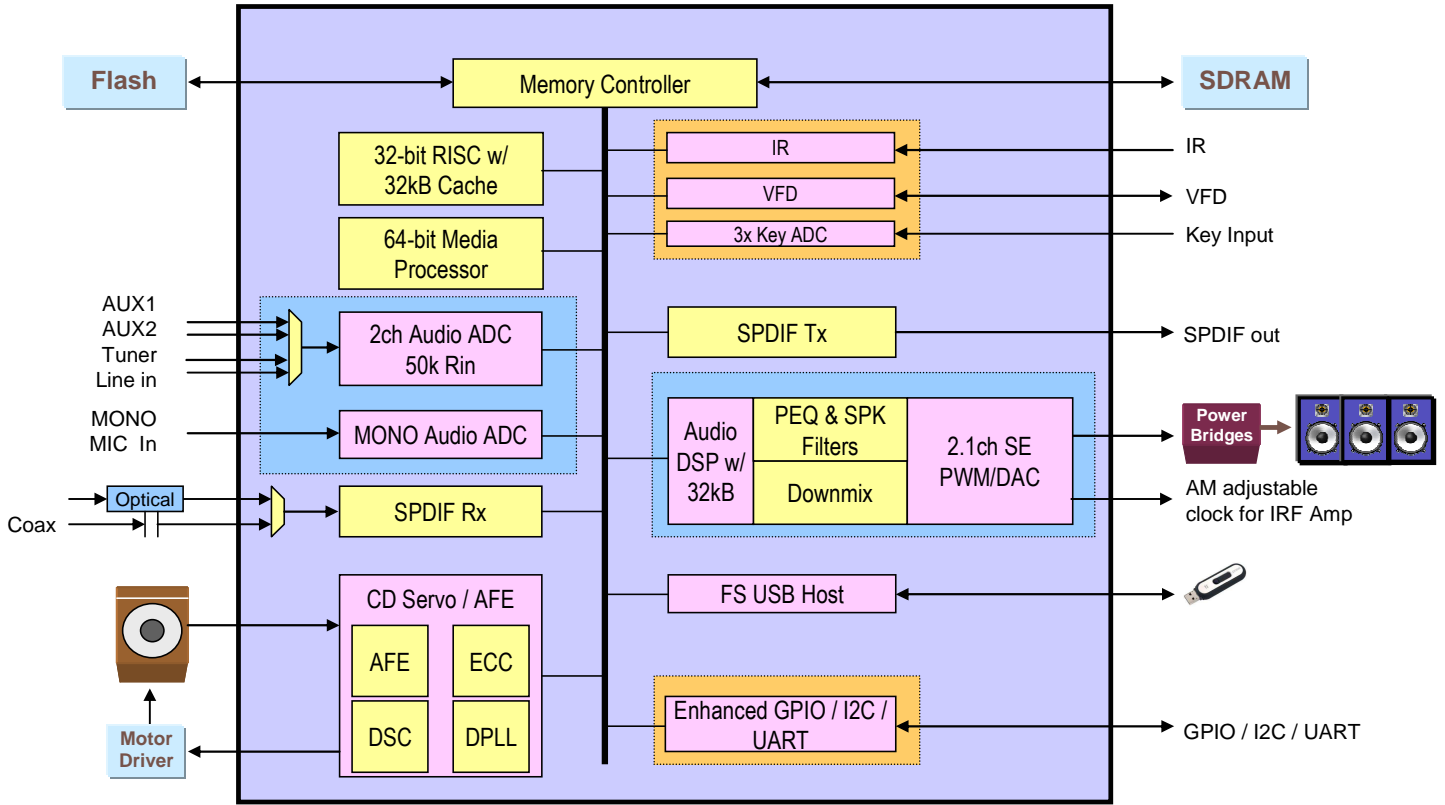 Flash
Memory Controller
SDRAM
32-bit RISC w/
32kB Cache
IR
IR
VFD
VFD
64-bit Media
Processor
3x Key ADC
Key Input
AUX1
AUX2
Tuner
Line in
2ch Audio ADC
50k Rin
SPDIF Tx
SPDIF out
MONO
MIC In
MONO Audio ADC
Audio
DSP w/
32kB
PEQ & SPK
Filters
Downmix
2.1ch SE
PWM/DAC
Power
Bridges
AM adjustable
clock for IRF Amp
Optical
Coax
SPDIF Rx
CD Servo / AFE
AFE
ECC
DSC
DPLL
FS USB Host
Motor
Driver
Enhanced GPIO / I2C /
UART
GPIO / I2C / UART